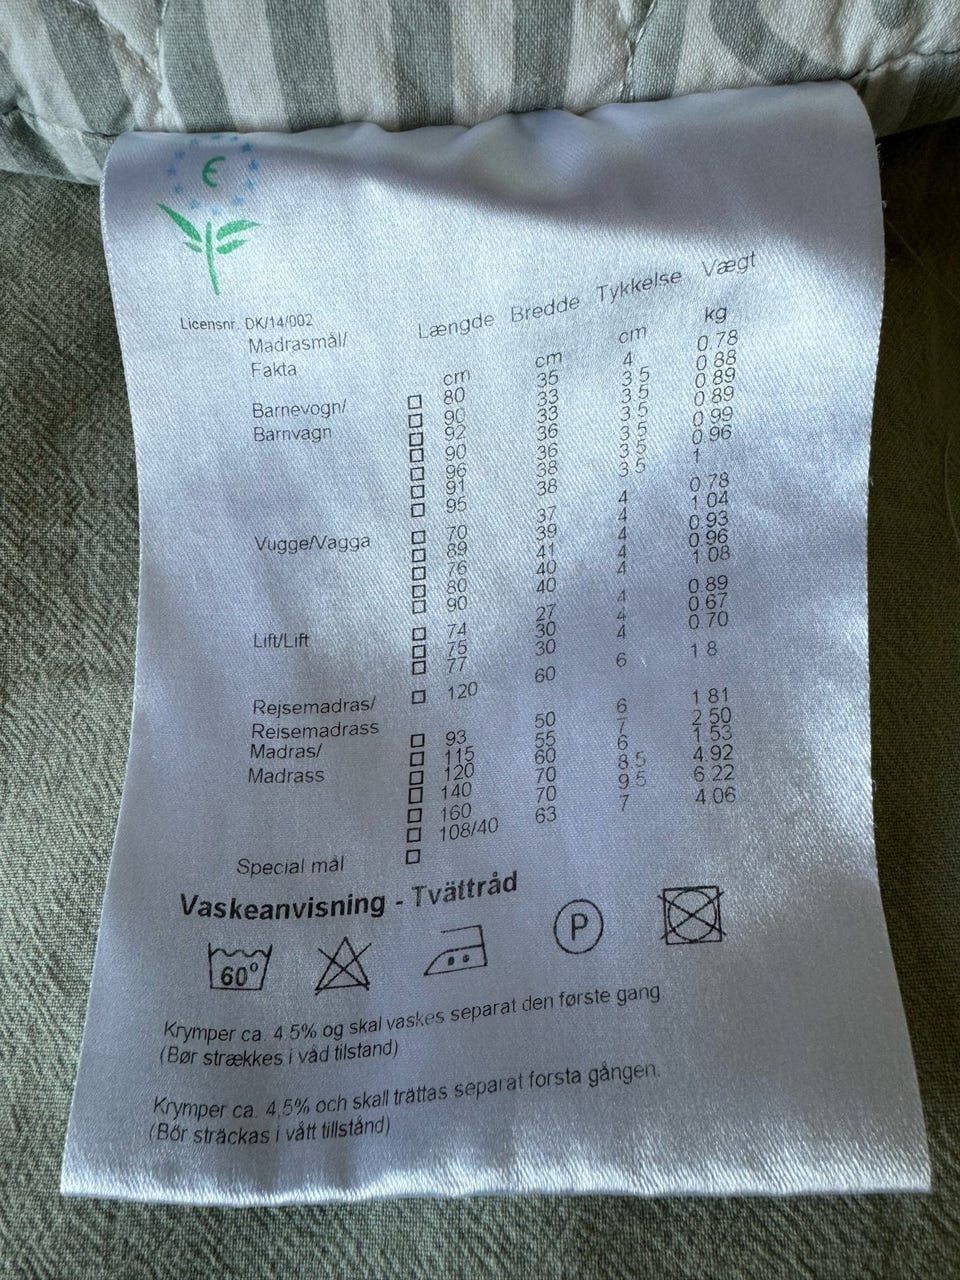 €
Licensnr. DK/14/002
Madrasmål/ Længde Bredde Tykkelse Vægt
Fakta cm cm cm kg
Barnevogn/ 80 35 4 0.78
Barnvagn 90 33 3.5 0.88
92 33 3.5 0.89
90 36 3.5 0.89
96 36 3.5 0.99
91 38 3.5 0.96
95 38 3.5 1
Vugge/Vagga 70 37 4 0.78
89 39 4 1.04
76 41 4 0.93
80 40 4 0.96
90 40 4 1.08
Lift/Lift 74 27 4 0.89
75 30 4 0.67
77 30 4 0.70
Rejsemadras/ 120 60 6 1.8
Reisemadrass
Madras/ 93 50 6 1.81
Madrass 115 55 7 2.50
120 60 6 1.53
140 70 8.5 4.92
160 70 9.5 6.22
108/40 63 7 4.06
Special mål
Vaskeanvisning - Tvättråd
60° P
Krymper ca. 4.5% og skal vaskes separat den første gang
(Bør strækkes i våd tilstand)
Krymper ca. 4,5% och skall trättas separat forsta gången.
(Bör sträckas i vått tillstånd)